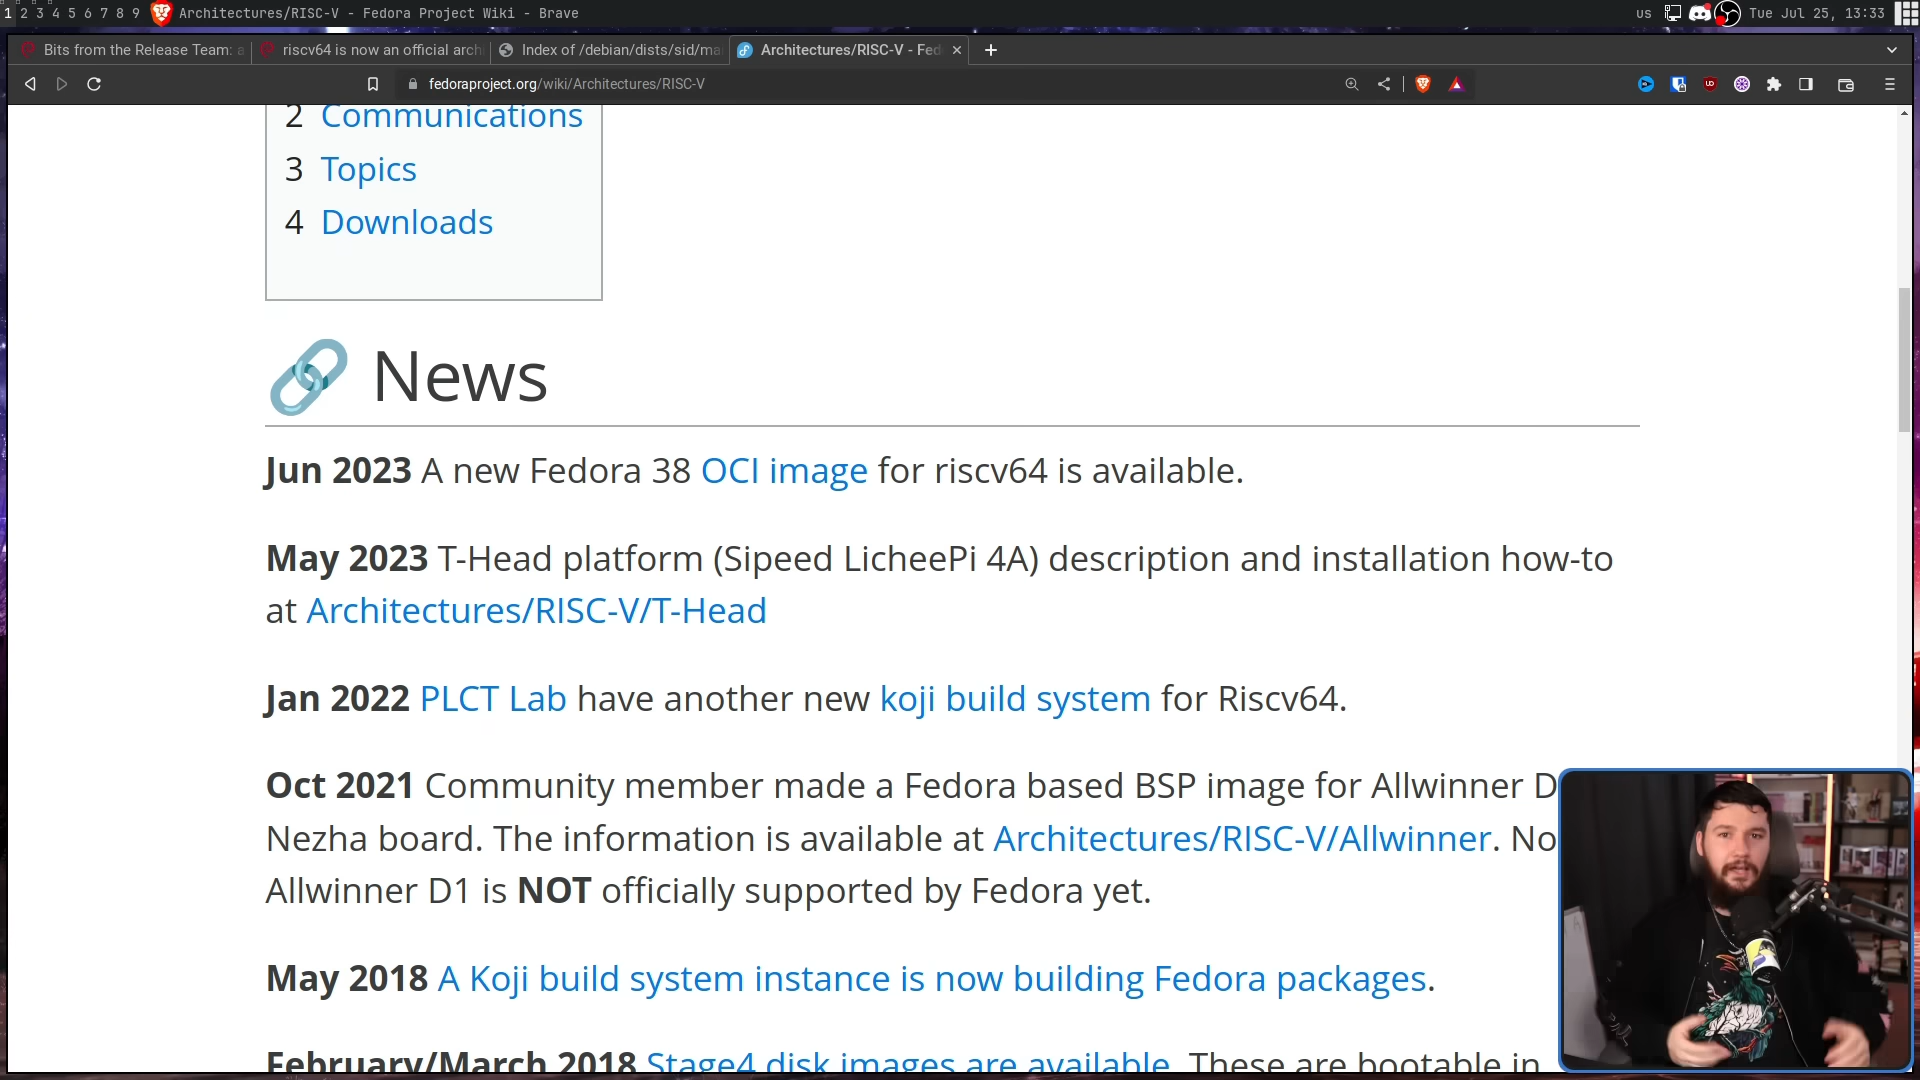 1 2 3 4 5 6 7 8 9 Architectures/RISC-V - Fedora Project Wiki - Brave us Tue Jul 25, 13:33
Bits from the Release Team: a riscv64 is now an official arch Index of /debian/dists/sid/mai Architectures/RISC-V - Fed
fedoraproject.org/wiki/Architectures/RISC-V
2 Communications
3 Topics
4 Downloads
News
Jun 2023 A new Fedora 38 OCI image for riscv64 is available.
May 2023 T-Head platform (Sipeed LicheePi 4A) description and installation how-to
at Architectures/RISC-V/T-Head
Jan 2022 PLCT Lab have another new koji build system for Riscv64.
Oct 2021 Community member made a Fedora based BSP image for Allwinner D
Nezha board. The information is available at Architectures/RISC-V/Allwinner. No
Allwinner D1 is NOT officially supported by Fedora yet.
May 2018 A Koji build system instance is now building Fedora packages.
February/March 2018 Stage4 disk images are available. These are bootable in